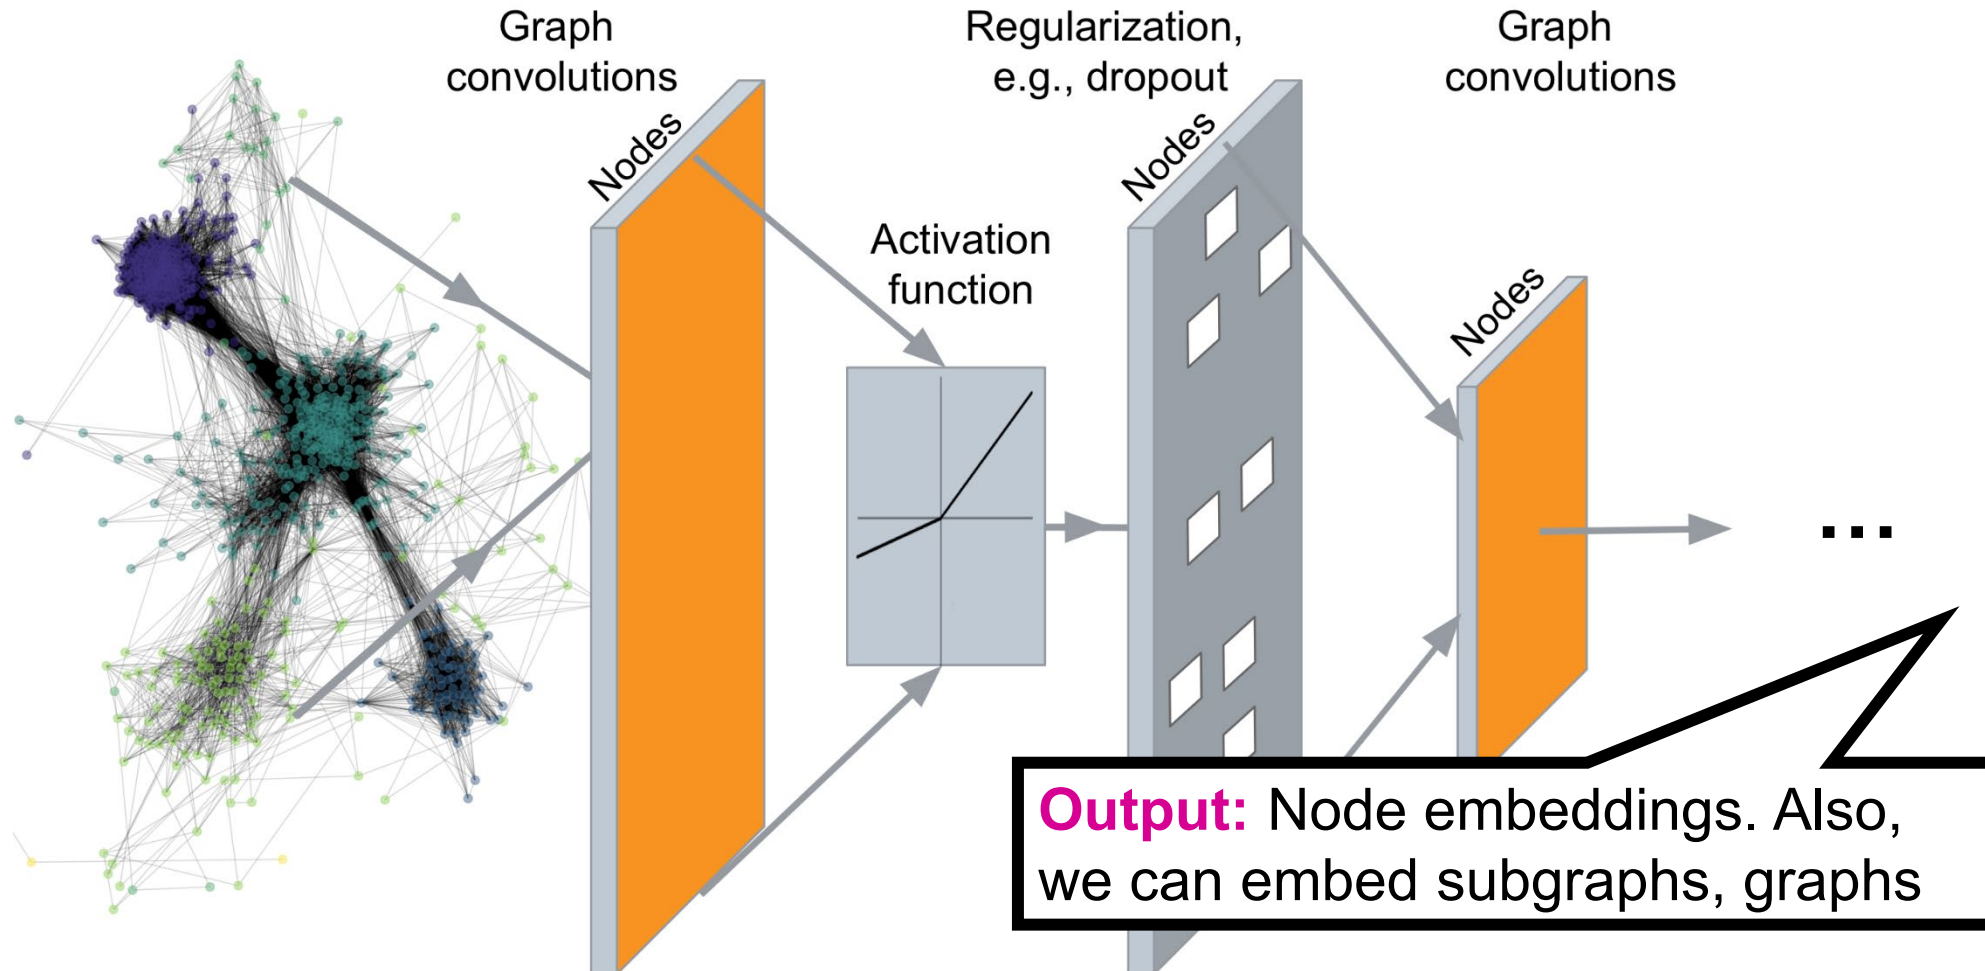 Graph
convolutions
Regularization,
e.g., dropout
Graph
convolutions
Nodes
Nodes
Activation
function
Nodes
...
Output: Node embeddings. Also,
we can embed subgraphs, graphs